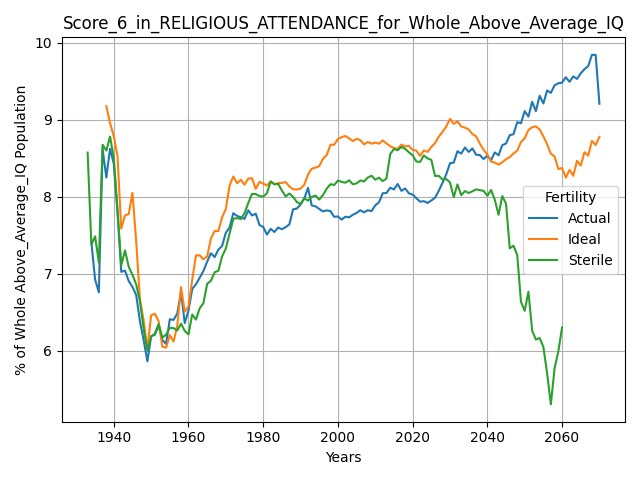 Score_6_in_RELIGIOUS_ATTENDANCE_for_Whole_Above_Average_IQ
% of Whole Above_Average_IQ Population
10
9
8
7
6
Fertility
Actual
Ideal
Sterile
1940 1960 1980 2000 2020 2040 2060
Years